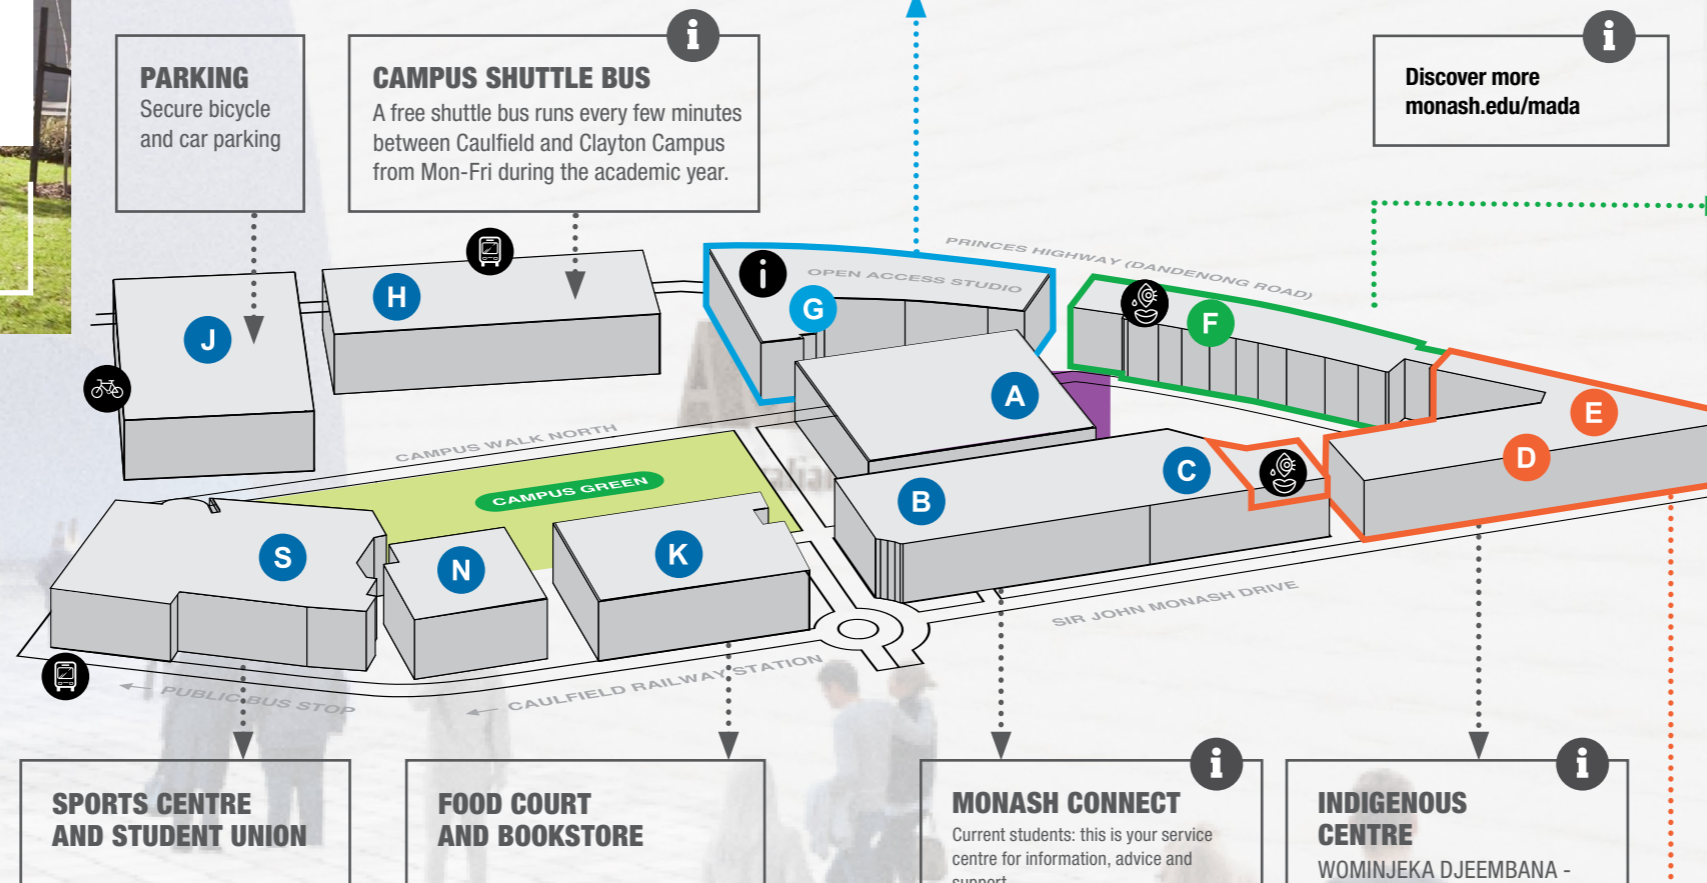 PARKING
Secure bicycle
and car parking
CAMPUS SHUTTLE BUS
A free shuttle bus runs every few minutes
between Caulfield and Clayton Campus
from Mon-Fri during the academic year.
i
Discover more
monash.edu/mada
i
PRINCES HIGHWAY (DANDENONG ROAD)
OPEN ACCESS STUDIO
i
G
H
J
F
A
E
D
C
B
CAMPUS WALK NORTH
CAMPUS GREEN
S
N
K
SIR JOHN MONASH DRIVE
← CAULFIELD RAILWAY STATION
← PUBLIC BUS STOP
SPORTS CENTRE
AND STUDENT UNION
FOOD COURT
AND BOOKSTORE
i
MONASH CONNECT
Current students: this is your service
centre for information, advice and
support
i
INDIGENOUS
CENTRE
WOMINJEKA DJEEMBANA -